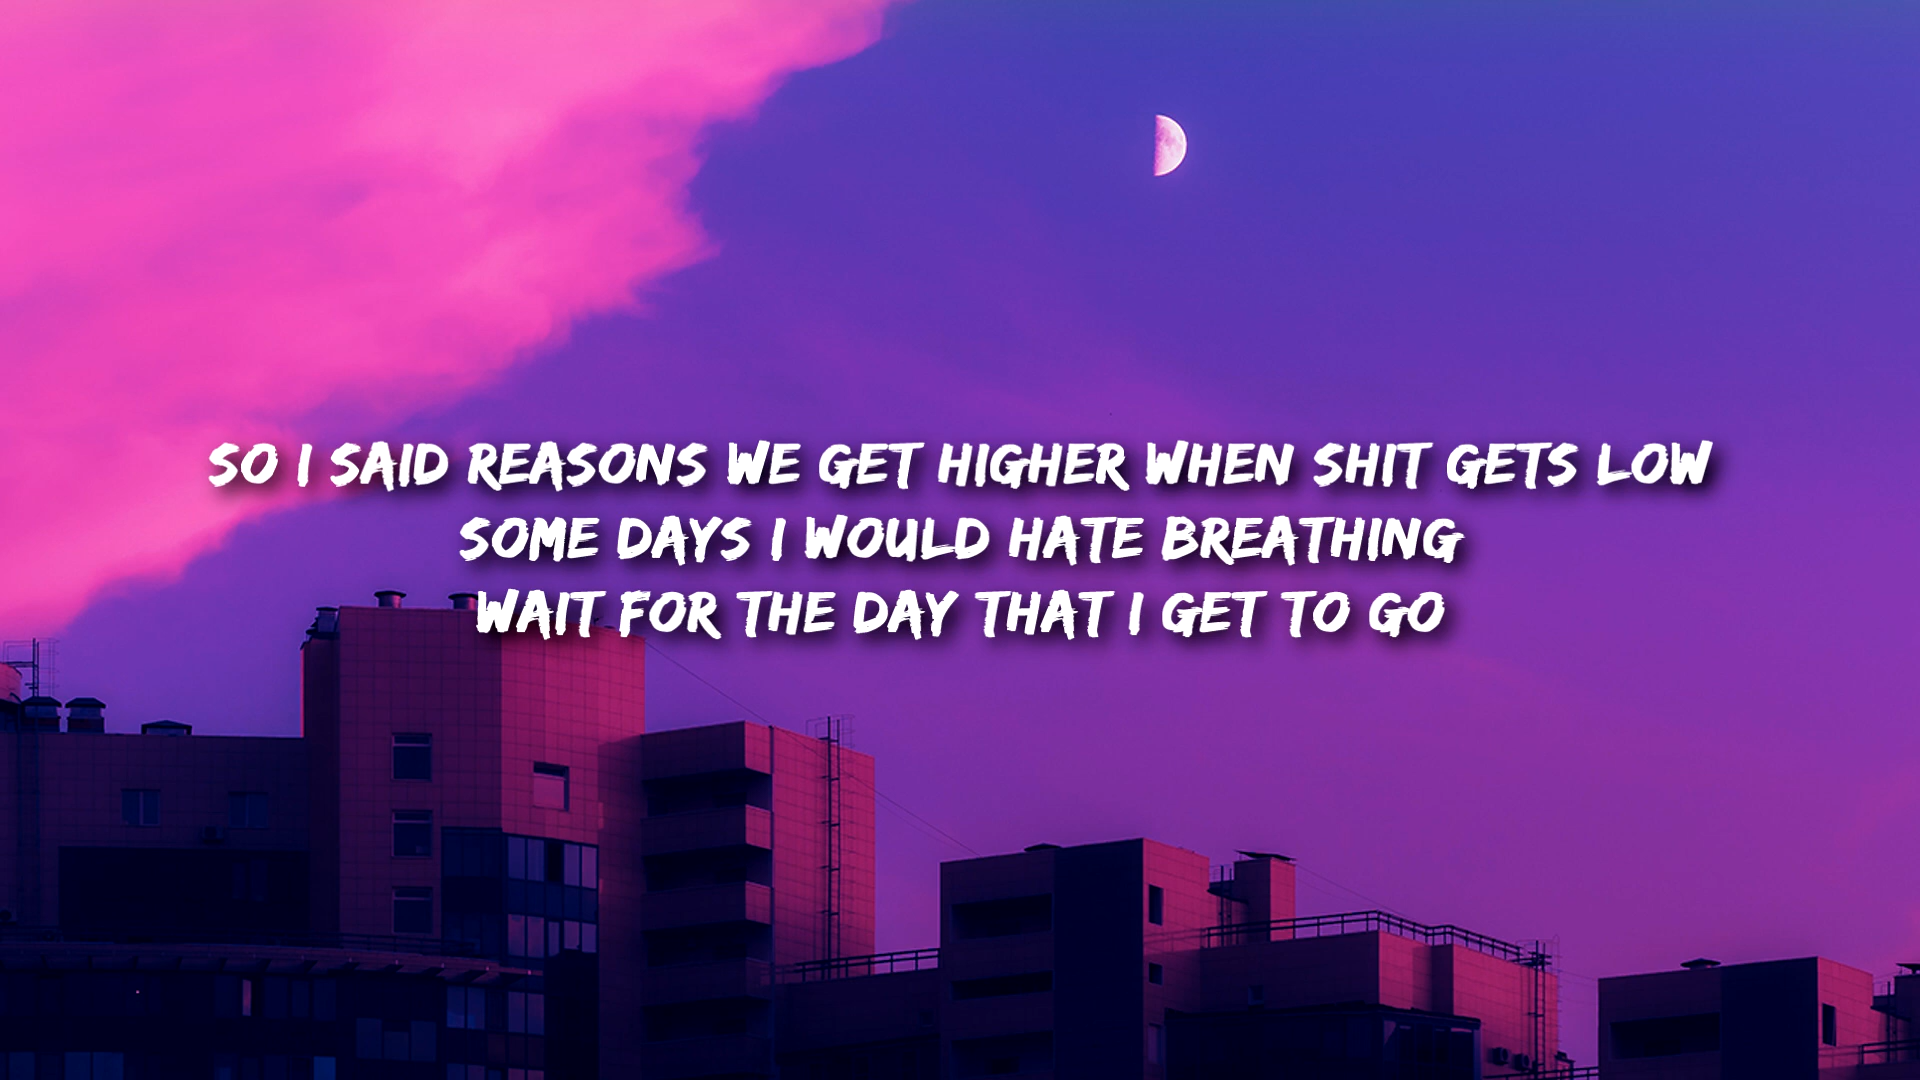 SO I SAID REASONS WE GET HIGHER WHEN SHIT GETS LOW
SOME DAYS I WOULD HATE BREATHING
WAIT FOR THE DAY THAT I GET TO GO